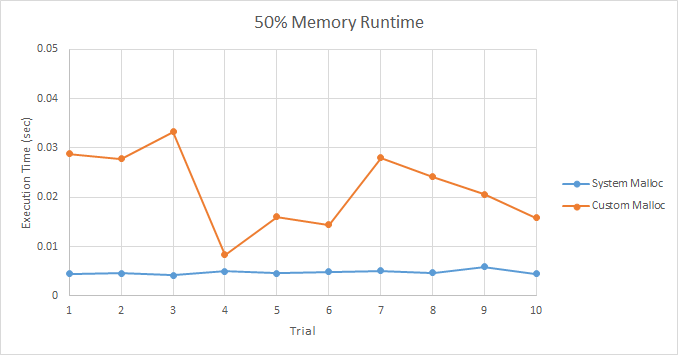 50% Memory Runtime
0.05
0.04
0.03
0.02
0.01
0
Execution Time (sec)
1 2 3 4 5 6 7 8 9 10
Trial
System Malloc
Custom Malloc